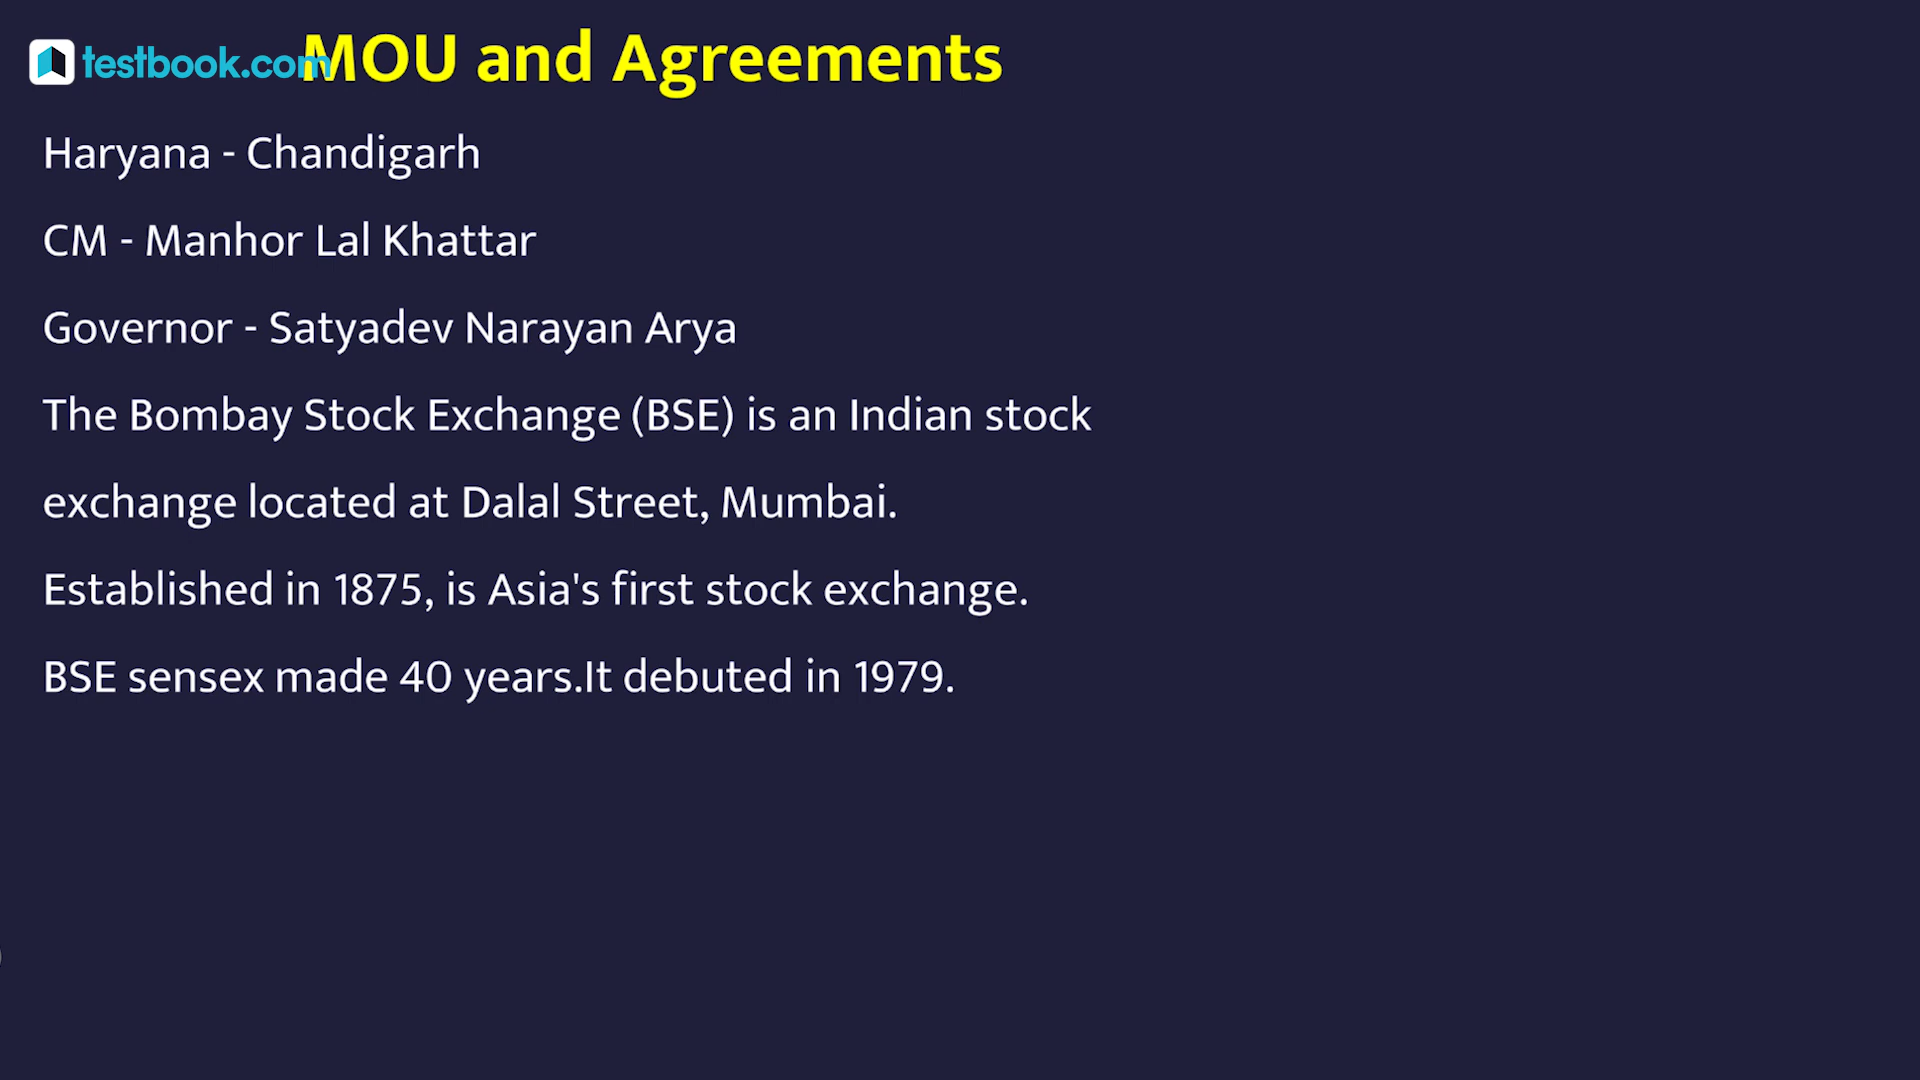 testbook.com
MOU and Agreements
Haryana - Chandigarh
CM - Manhor Lal Khattar
Governor - Satyadev Narayan Arya
The Bombay Stock Exchange (BSE) is an Indian stock
exchange located at Dalal Street, Mumbai.
Established in 1875, is Asia's first stock exchange.
BSE sensex made 40 years.It debuted in 1979.